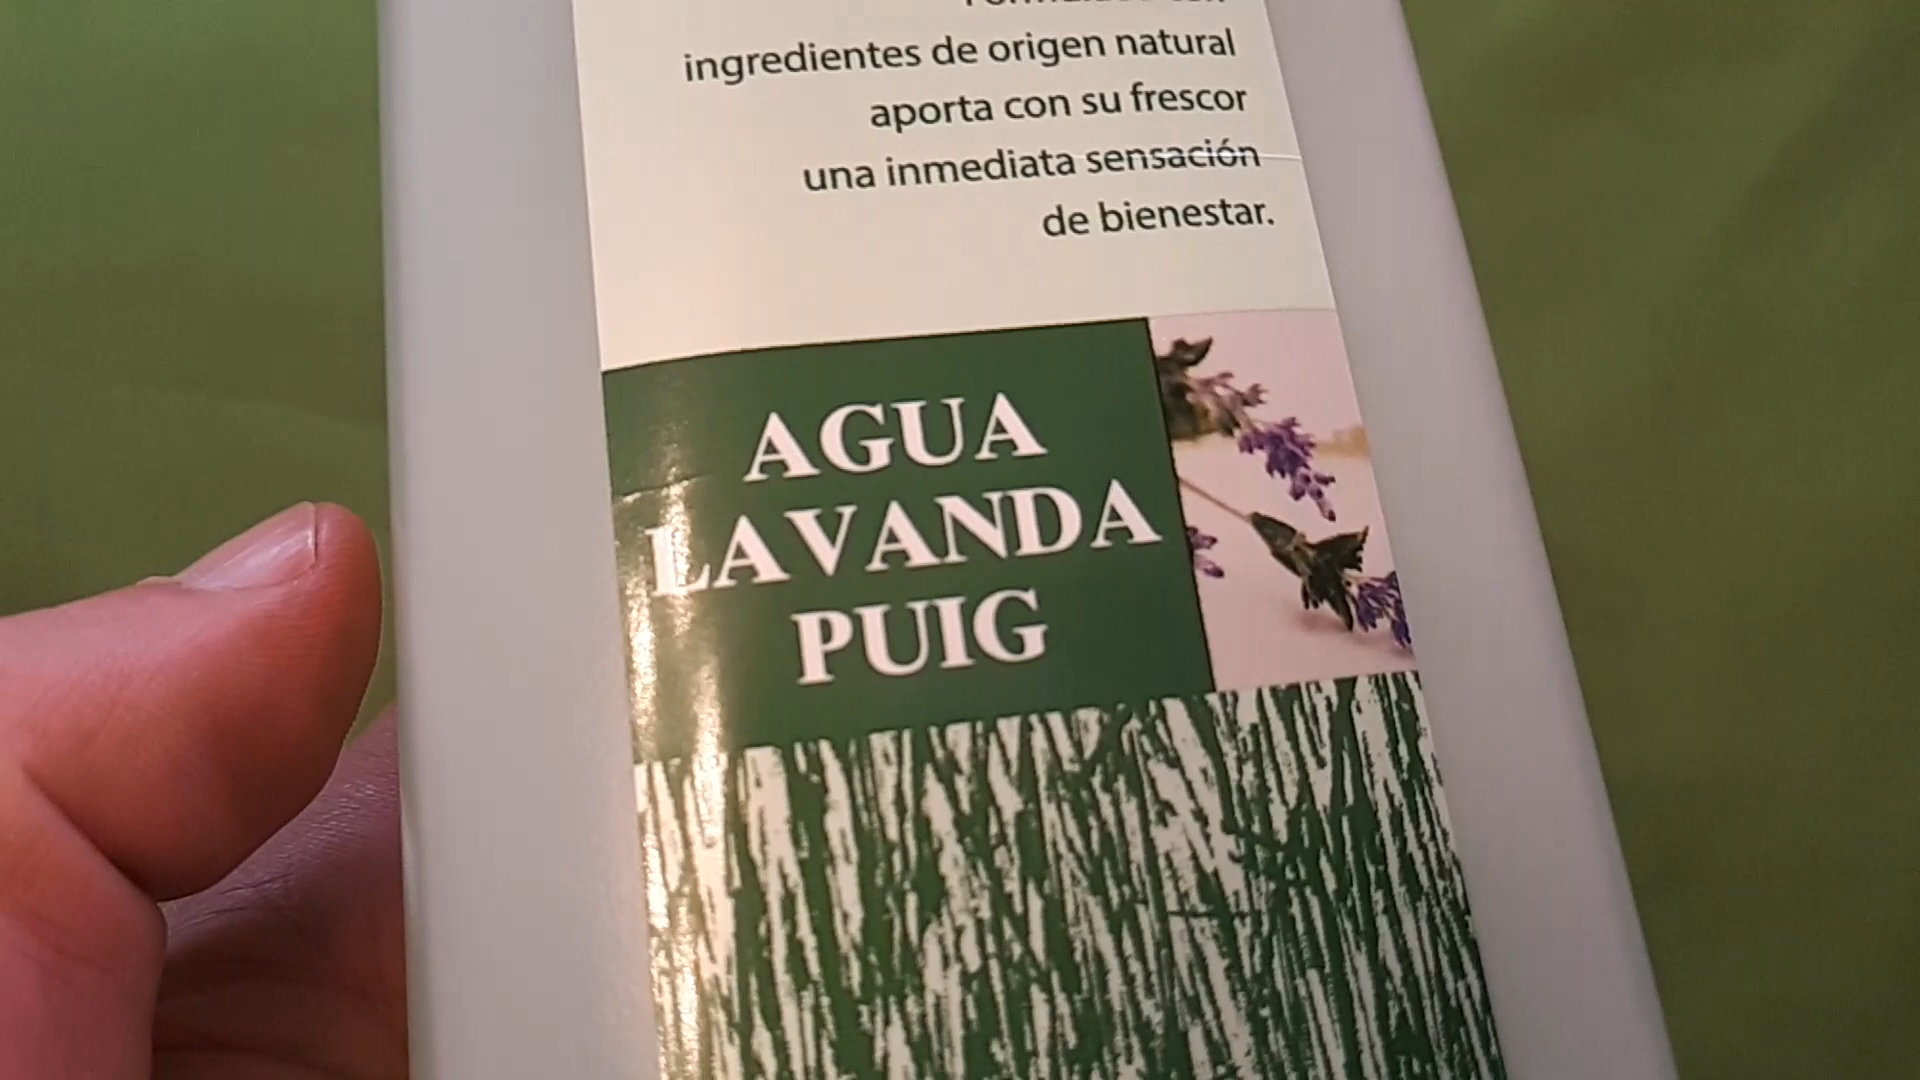 ingredientes de origen natural
aporta con su frescor
una inmediata sensación
de bienestar.
AGUA
LAVANDA
PUIG